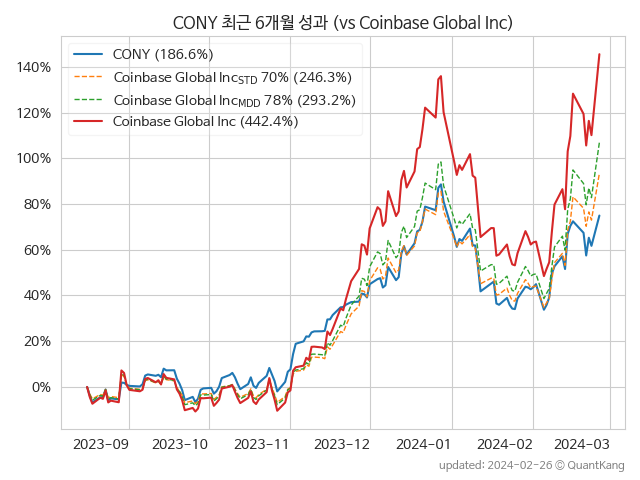 CONY 최근 6개월 성과 (vs Coinbase Global Inc)
CONY (186.6%)
Coinbase Global IncSTD 70% (246.3%)
Coinbase Global IncMDD 78% (293.2%)
Coinbase Global Inc (442.4%)
140%
120%
100%
80%
60%
40%
20%
0%
2023-09 2023-10 2023-11 2023-12 2024-01 2024-02 2024-03
updated: 2024-02-26 © QuantKang